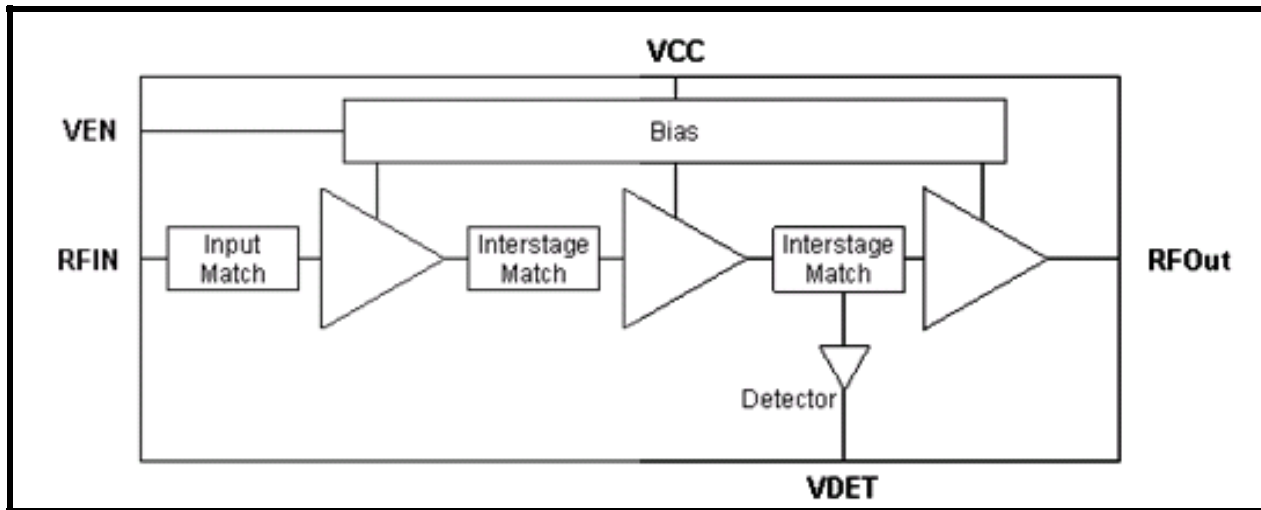 VCC
VEN
Bias
RFIN
Input
Match
Interstage
Match
Interstage
Match
RFOut
Detector
VDET